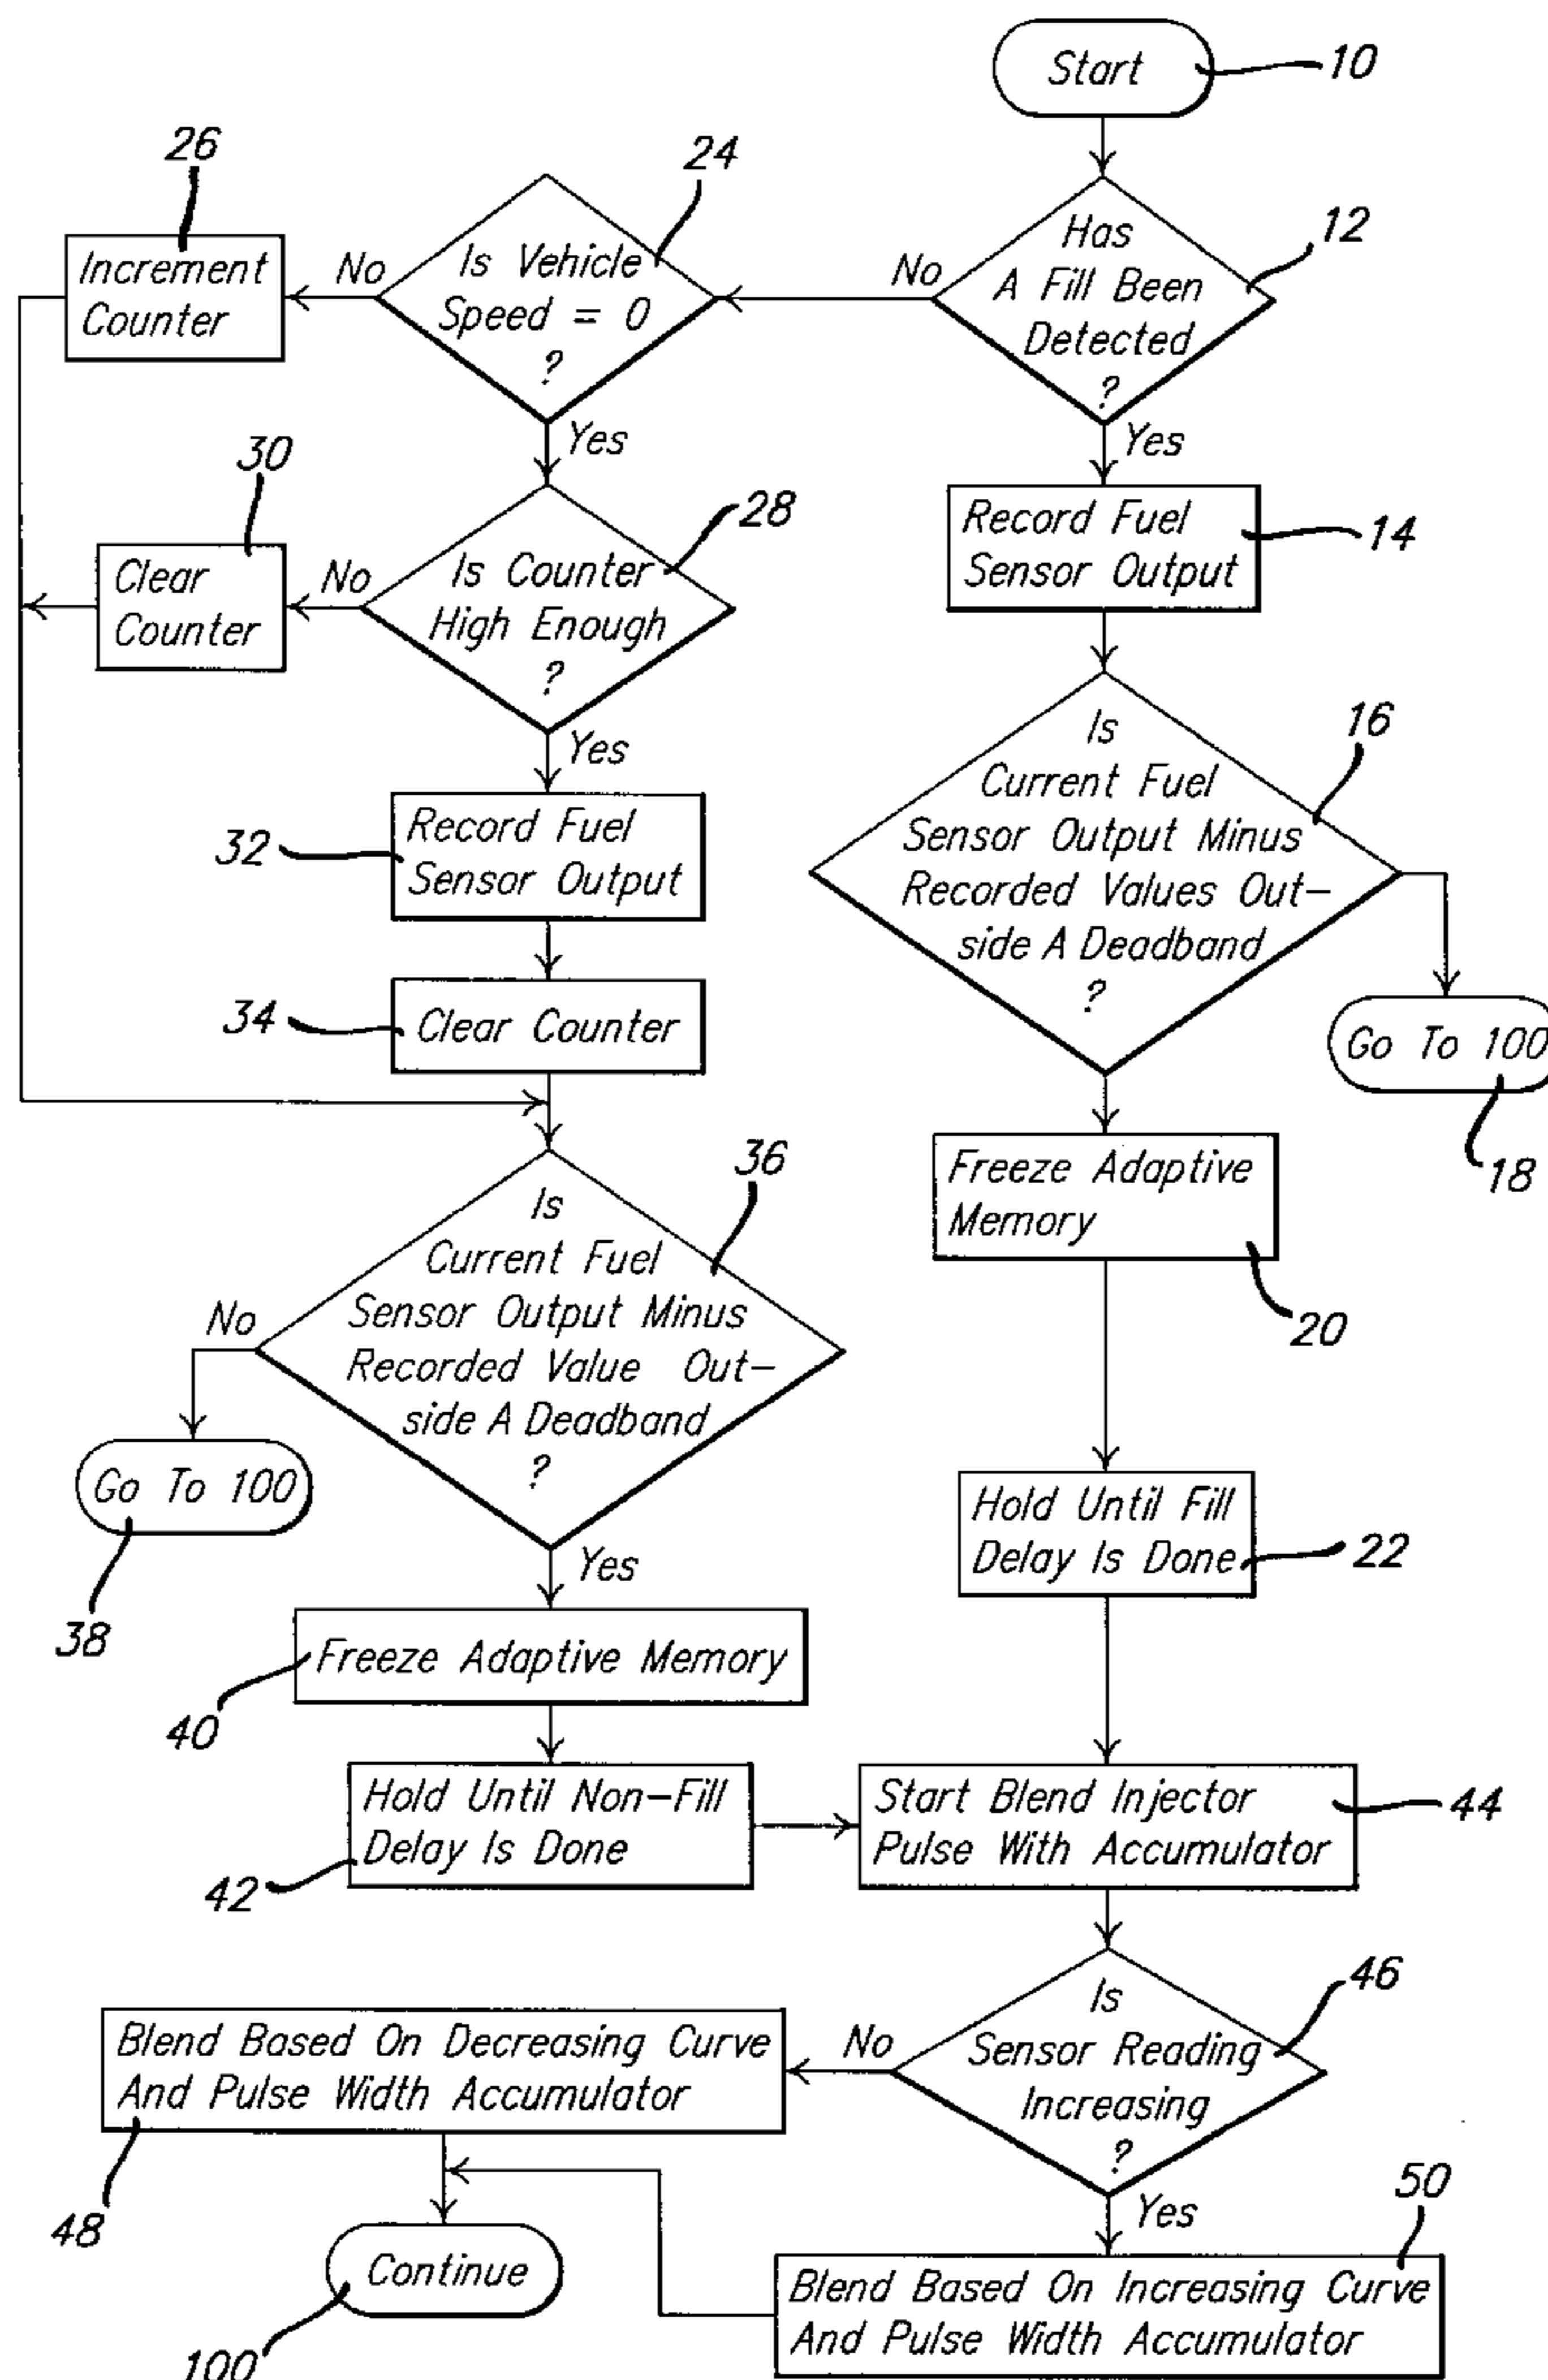 Start
10
26
24
12
Has
A Fill Been
Detected
?
No
Is Vehicle
Speed = 0
?
No
Increment
Counter
Yes
Yes
30
28
14
Record Fuel
Sensor Output
Is Counter
High Enough
?
No
Clear
Counter
Yes
16
Is
Current Fuel
Sensor Output Minus
Recorded Values Out-
side A Deadband
?
32
Record Fuel
Sensor Output
34
Clear Counter
Go To 100
18
36
Is
Current Fuel
Sensor Output Minus
Recorded Value Out-
side A Deadband
?
No
Freeze Adaptive
Memory
20
Go To 100
38
Yes
Hold Until Fill
Delay Is Done
22
Freeze Adaptive Memory
40
Hold Until Non-Fill
Delay Is Done
42
Start Blend Injector
Pulse With Accumulator
44
46
Is
Sensor Reading
Increasing
?
No
Blend Based On Decreasing Curve
And Pulse Width Accumulator
48
Yes
50
Continue
100
Blend Based On Increasing Curve
And Pulse Width Accumulator